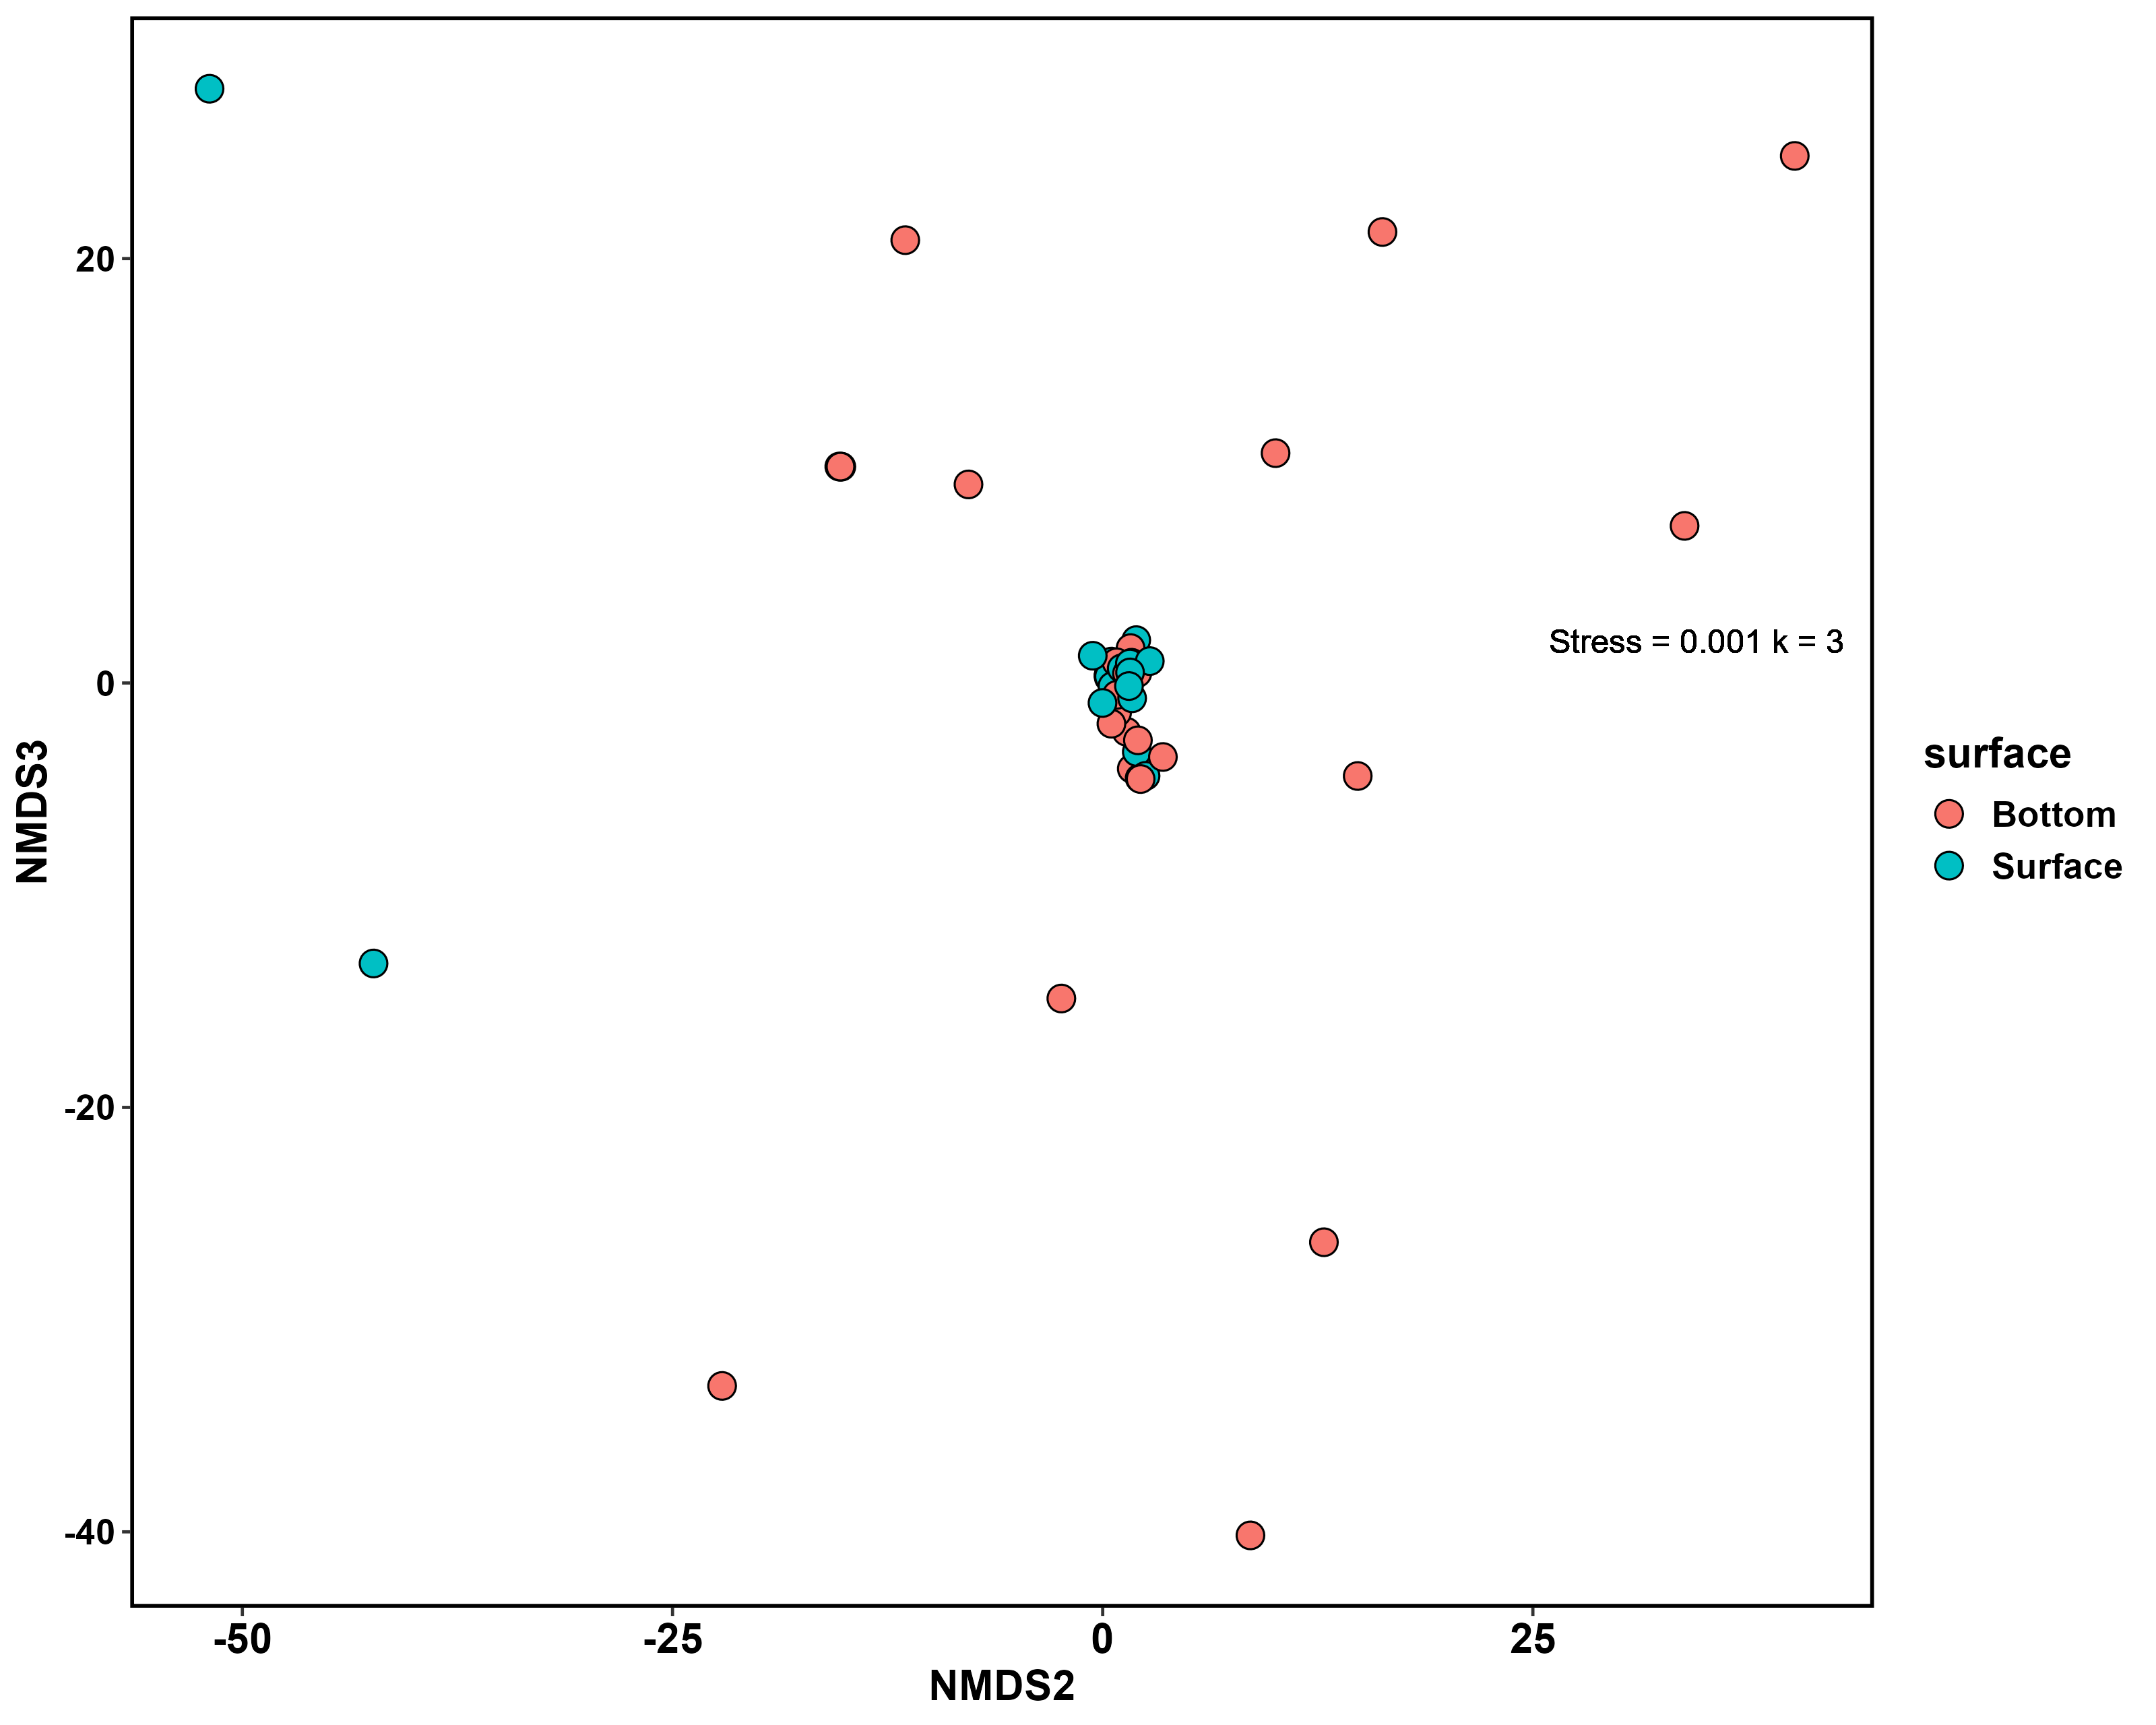 20
0
-20
-40
NMDS3
-50
-25
0
25
NMDS2
Stress = 0.001 k = 3
surface
Bottom
Surface